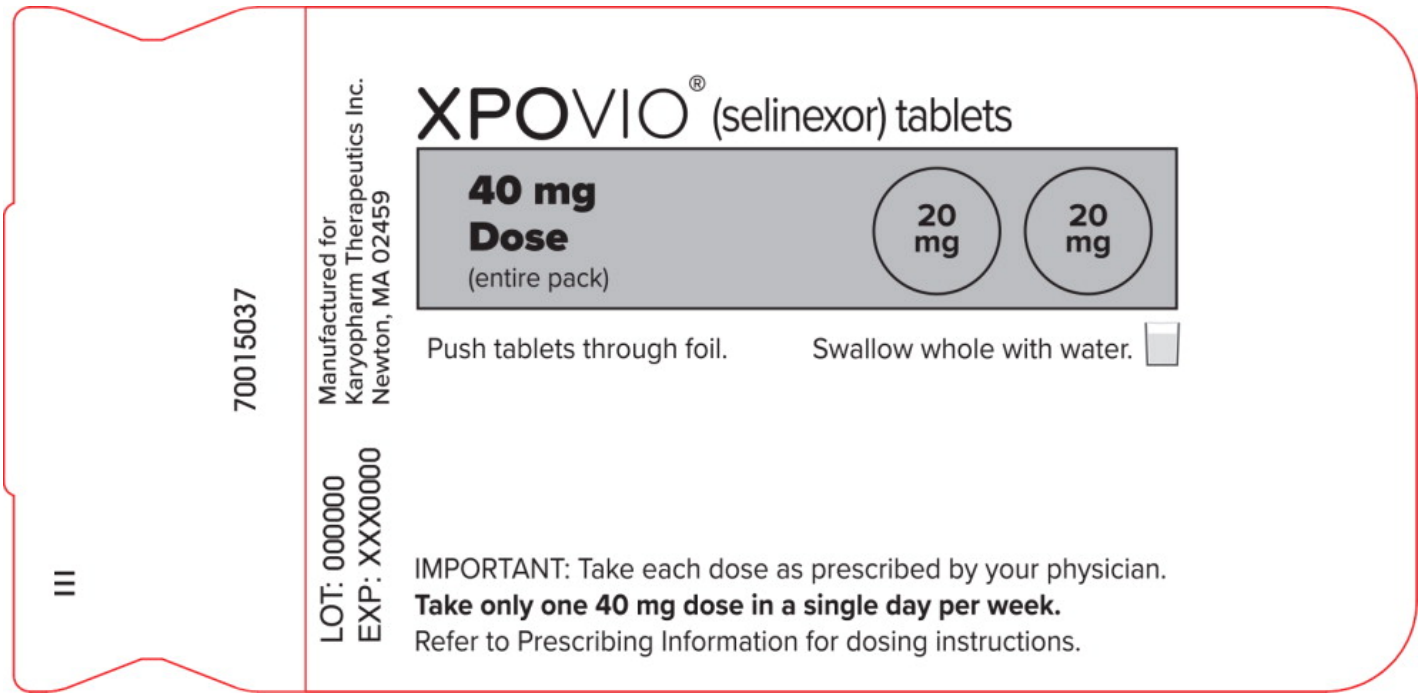 70015037
Manufactured for
Karyopharm Therapeutics Inc.
Newton, MA 02459
LOT: 000000
EXP: XXX0000
XPOVIO® (selinexor) tablets
40 mg
Dose
(entire pack)
20
mg
20
mg
Push tablets through foil.
Swallow whole with water.
IMPORTANT: Take each dose as prescribed by your physician.
Take only one 40 mg dose in a single day per week.
Refer to Prescribing Information for dosing instructions.